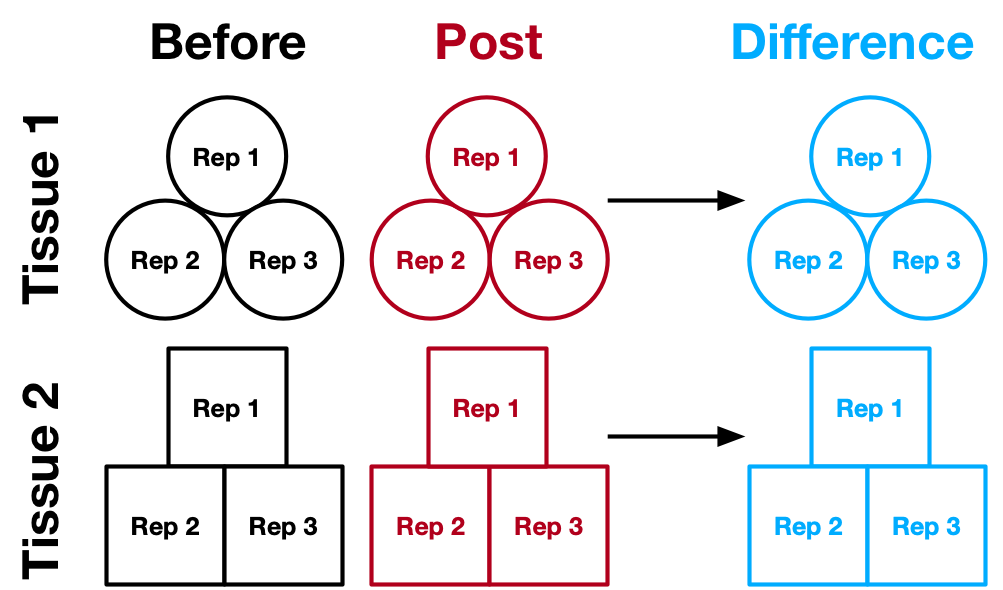 Before Post Difference
Tissue 1
Rep 1 Rep 1 Rep 1
Rep 2 Rep 3 Rep 2 Rep 3 Rep 2 Rep 3
Tissue 2
Rep 1 Rep 1 Rep 1
Rep 2 Rep 3 Rep 2 Rep 3 Rep 2 Rep 3